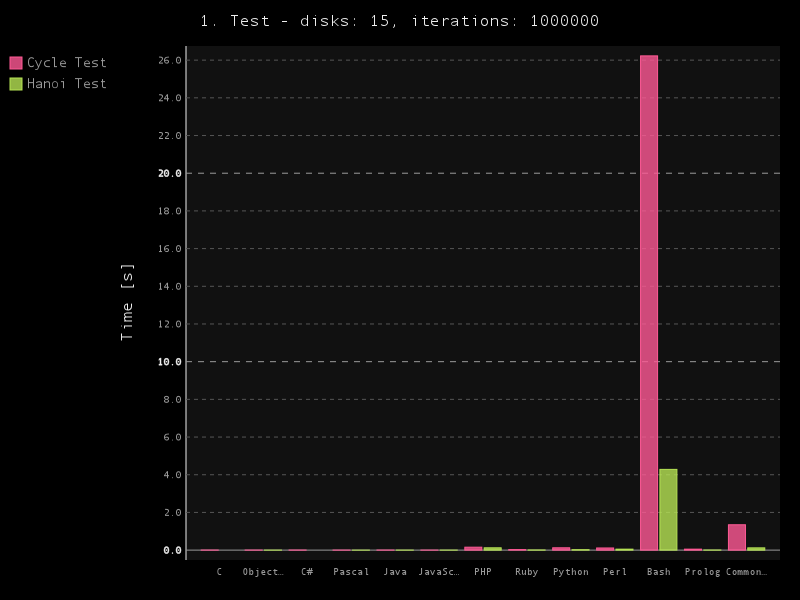 1. Test - disks: 15, iterations: 1000000
Cycle Test
Hanoi Test
Time [s]
26.0
24.0
22.0
20.0
18.0
16.0
14.0
12.0
10.0
8.0
6.0
4.0
2.0
0.0
C Object… C# Pascal Java JavaSc… PHP Ruby Python Perl Bash Prolog Common…